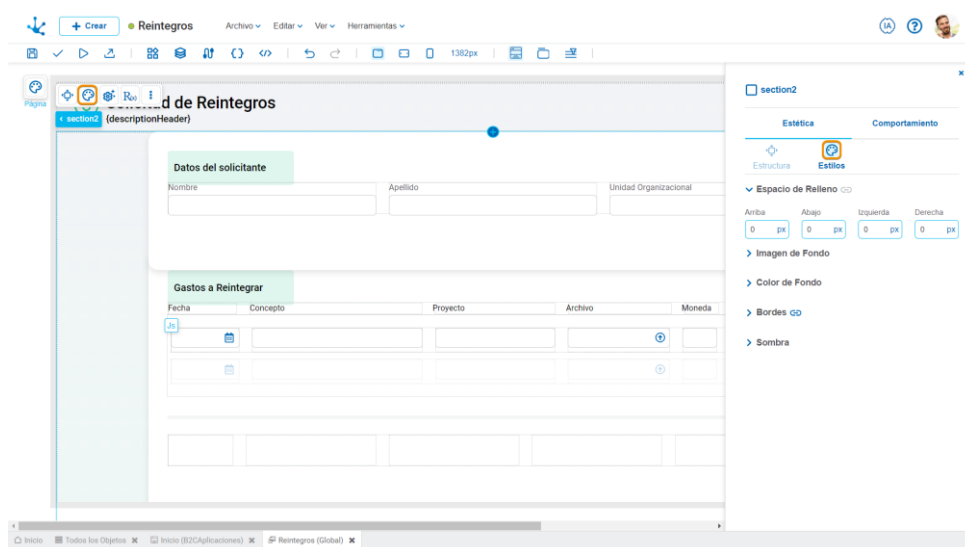 + Crear
Reintegros
Archivo
Editar
Ver
Herramientas
IA
?
1382px
Página
R(x)
d de Reintegros
section2
{descriptionHeader}
Datos del solicitante
Nombre
Apellido
Unidad Organizacional
Gastos a Reintegrar
Fecha
Concepto
Proyecto
Archivo
Moneda
Js
section2
Estética
Comportamiento
Estructura
Estilos
Espacio de Relleno
Arriba
Abajo
Izquierda
Derecha
0 px
0 px
0 px
0 px
Imagen de Fondo
Color de Fondo
Bordes
Sombra
Inicio
Todos los Objetos
Inicio (B2CAplicaciones)
Reintegros (Global)